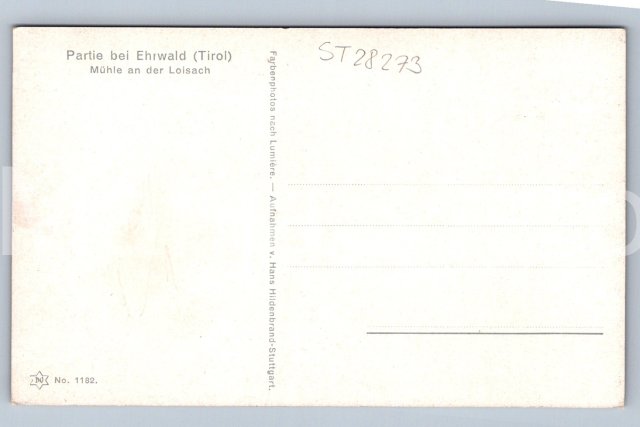 Partie bei Ehrwald (Tirol)
Mühle an der Loisach
Farbenphotos nach Lumière. — Aufnahmen v. Hans Hildenbrand-Stuttgart.
ST28273
No. 1182.